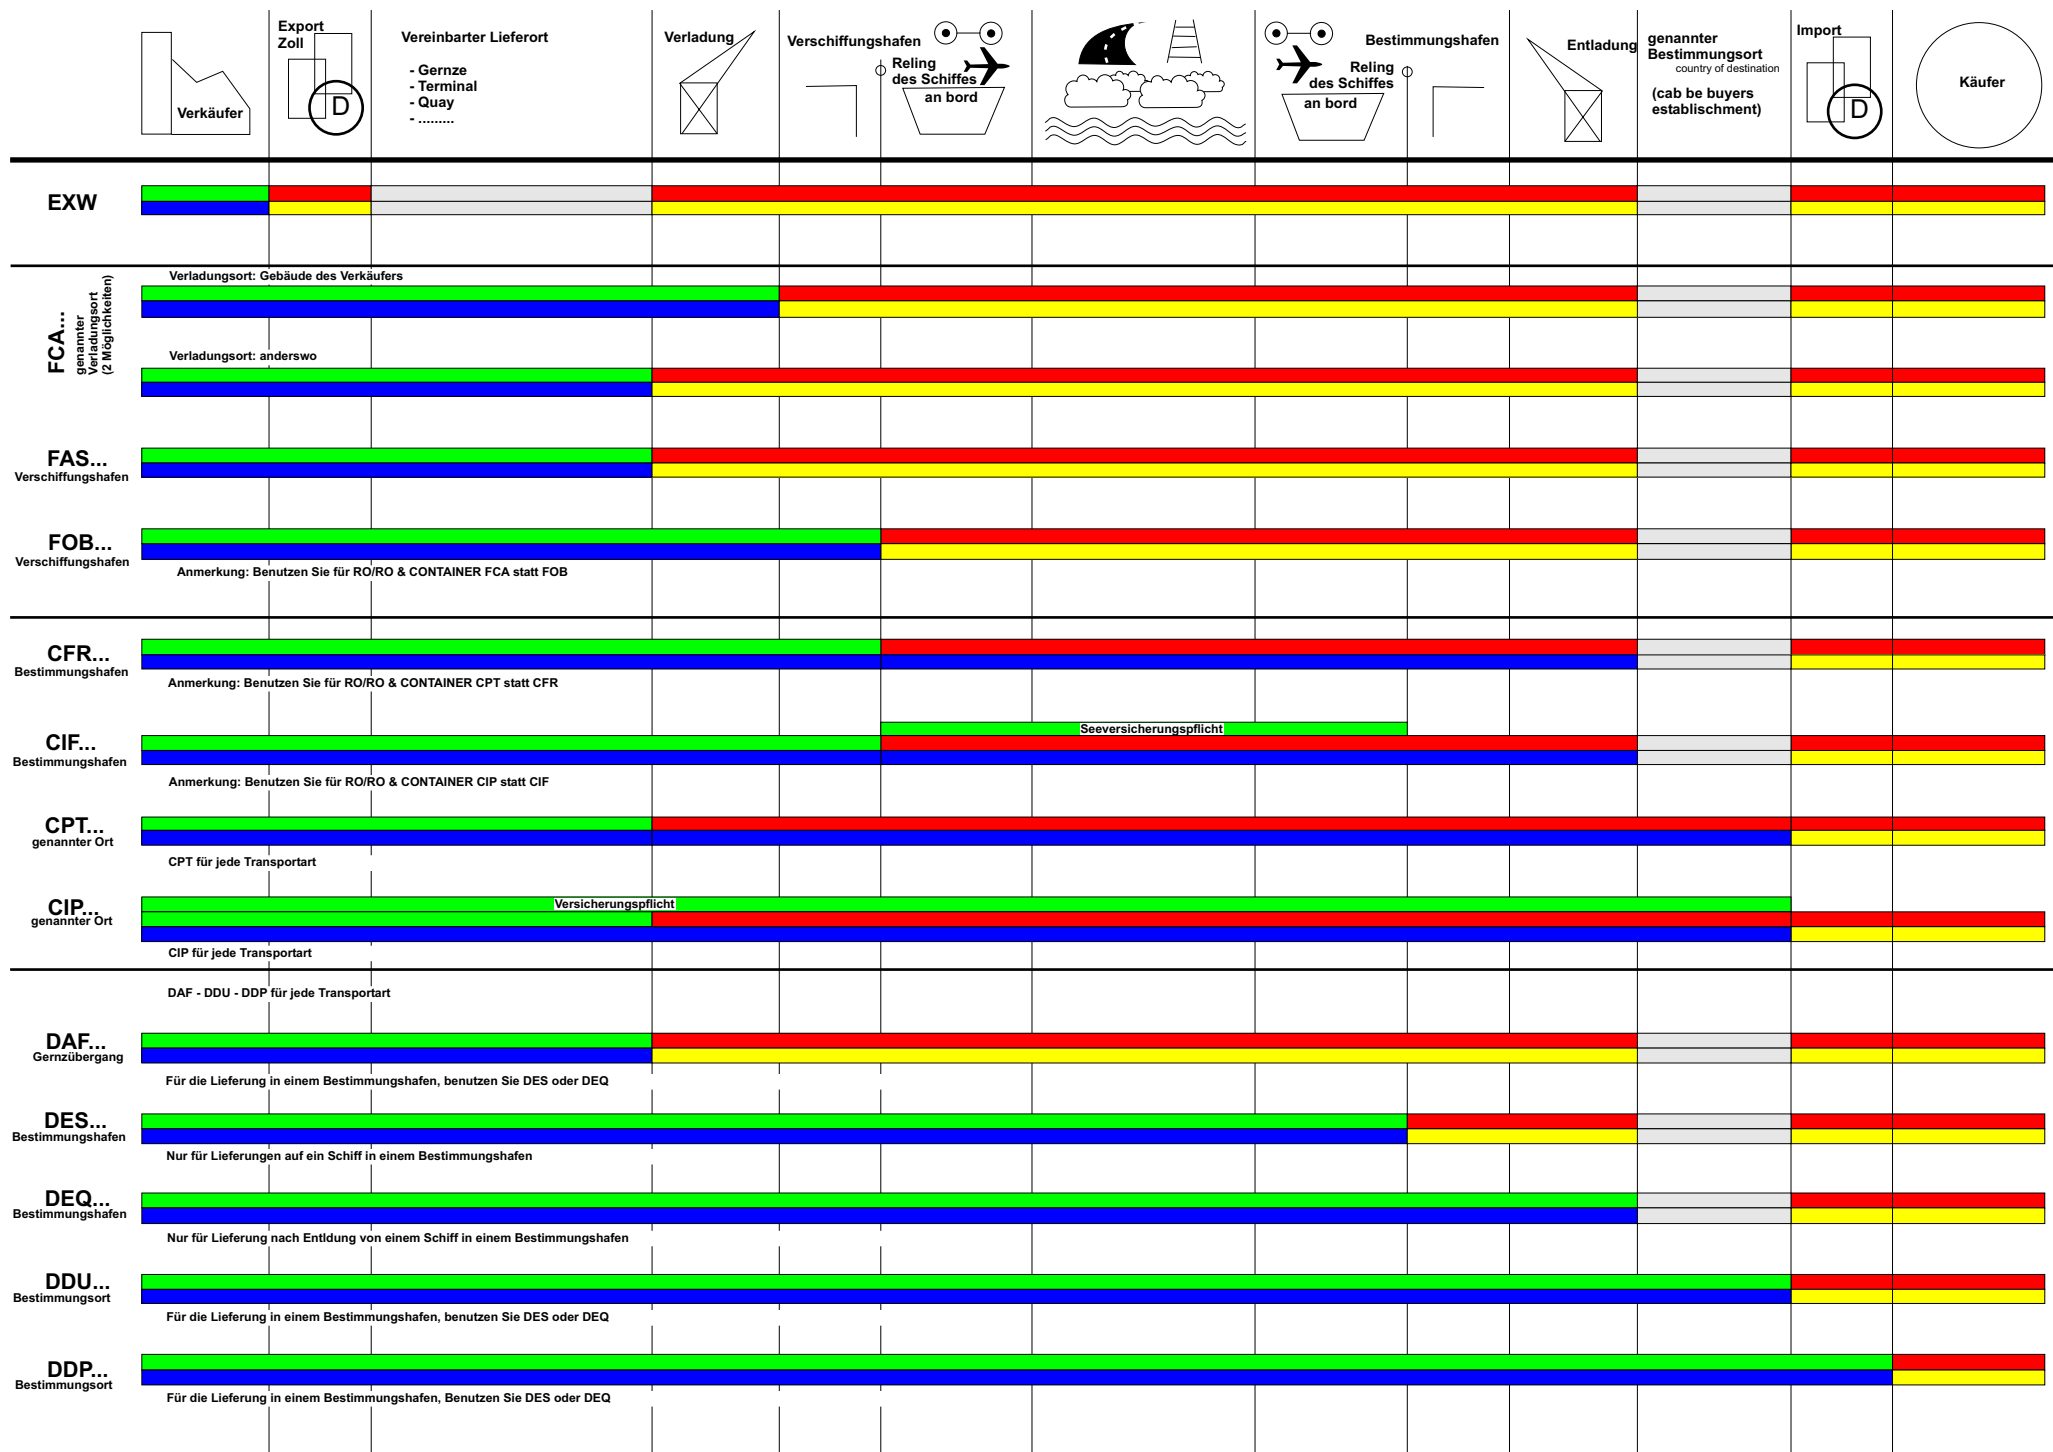 Export
Zoll
Verkäufer
D
Vereinbarter Lieferort
- Gernze
- Terminal
- Quay
- .........
Verladung
Verschiffungshafen
Reling
des Schiffes
an bord
Bestimmungshafen
Reling
des Schiffes
an bord
Entladung
genannter
Bestimmungsort
country of destination
(cab be buyers
establischment)
Import
D
Käufer
EXW
FCA...
genannter
Verladungsort
(2 Möglichkeiten)
Verladungsort: Gebäude des Verkäufers
Verladungsort: anderswo
FAS...
Verschiffungshafen
FOB...
Verschiffungshafen
Anmerkung: Benutzen Sie für RO/RO & CONTAINER FCA statt FOB
CFR...
Bestimmungshafen
Anmerkung: Benutzen Sie für RO/RO & CONTAINER CPT statt CFR
Seeversicherungspflicht
CIF...
Bestimmungshafen
Anmerkung: Benutzen Sie für RO/RO & CONTAINER CIP statt CIF
CPT...
genannter Ort
CPT für jede Transportart
Versicherungspflicht
CIP...
genannter Ort
CIP für jede Transportart
DAF - DDU - DDP für jede Transportart
DAF...
Gernzübergang
Für die Lieferung in einem Bestimmungshafen, benutzen Sie DES oder DEQ
DES...
Bestimmungshafen
Nur für Lieferungen auf ein Schiff in einem Bestimmungshafen
DEQ...
Bestimmungshafen
Nur für Lieferung nach Entldung von einem Schiff in einem Bestimmungshafen
DDU...
Bestimmungsort
Für die Lieferung in einem Bestimmungshafen, benutzen Sie DES oder DEQ
DDP...
Bestimmungsort
Für die Lieferung in einem Bestimmungshafen, Benutzen Sie DES oder DEQ